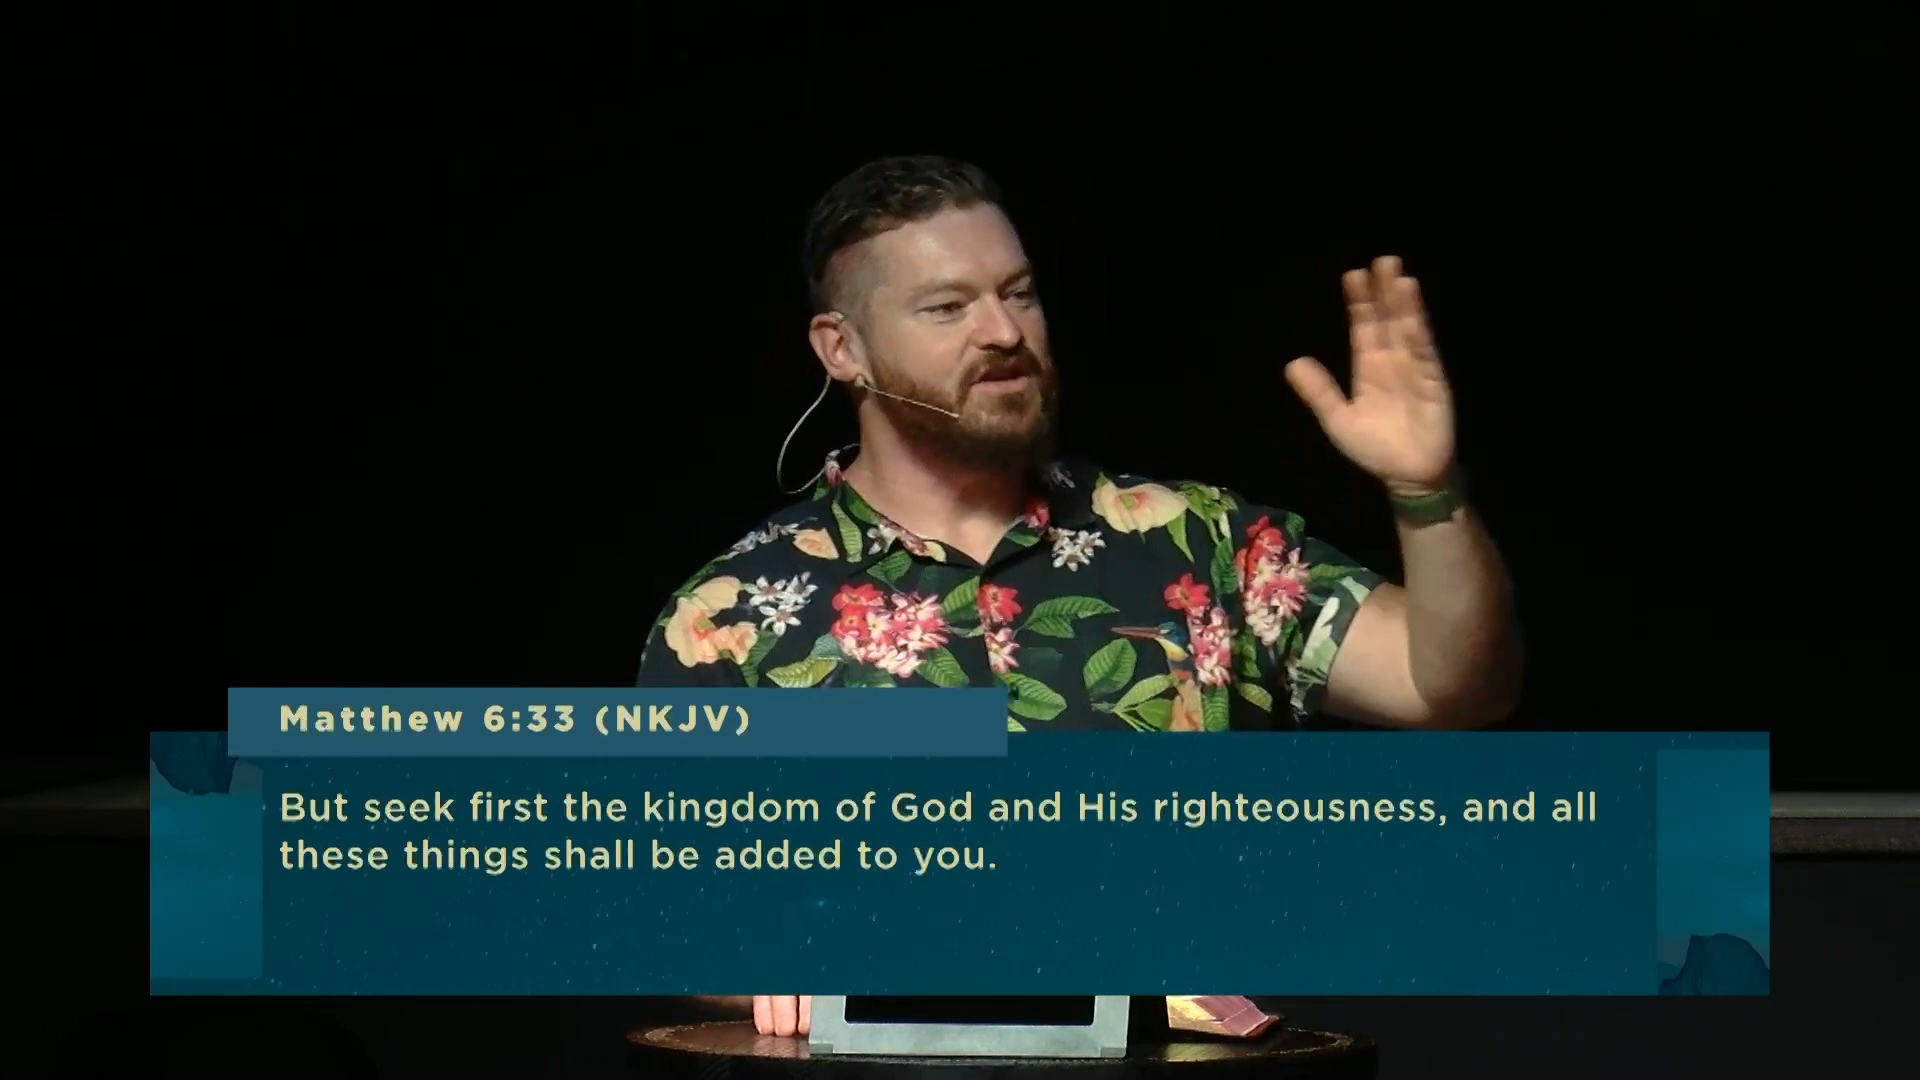 Matthew 6:33 (NKJV)
But seek first the kingdom of God and His righteousness, and all
these things shall be added to you.